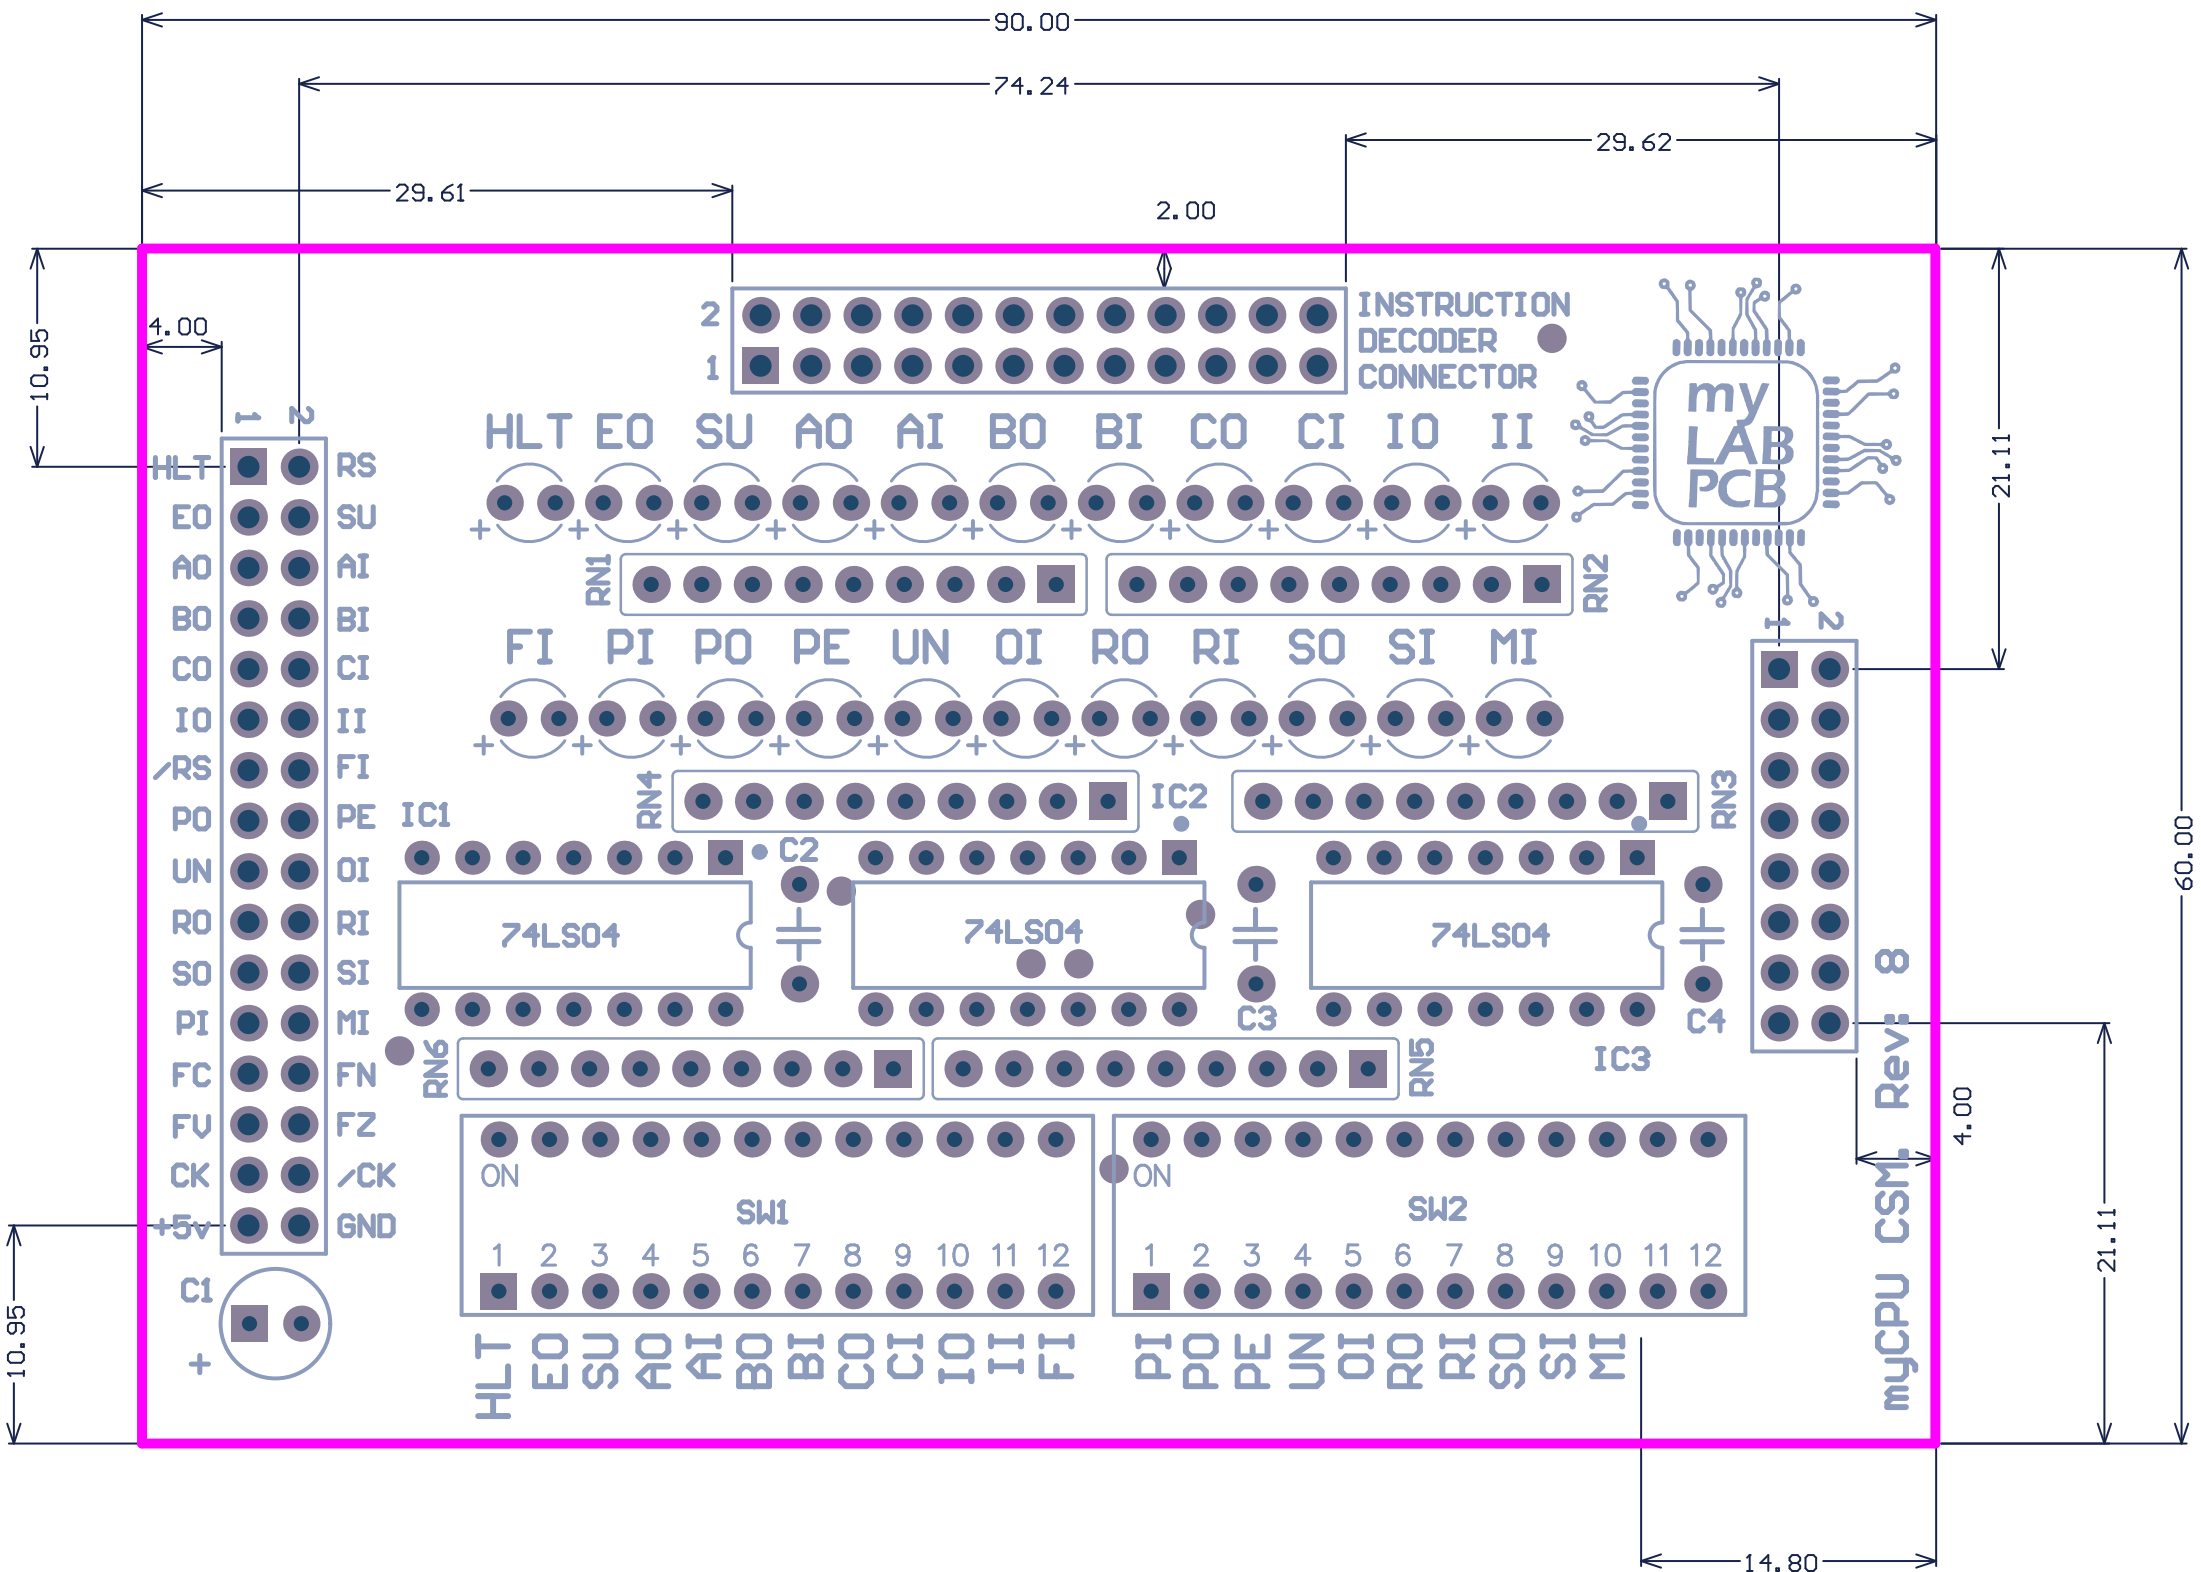 90.00
74.24
29.62
29.61
2.00
10.95
4.00
21.11
60.00
2
1
INSTRUCTION
DECODER
CONNECTOR
my
LAB
PCB
1 2
HLT EO SU AO AI BO BI CO CI IO II
HLT RS
EO SU
AO AI
BO BI
CO CI
IO II
/RS FI
PO PE
UN OI
RO RI
SO SI
PI MI
FC FN
FV FZ
CK /CK
+5v GND
+ + + + + + + + + + +
RN1
RN2
FI PI PO PE UN OI RO RI SO SI MI
1 2
+ + + + + + + + + + +
RN4
IC2
RN3
IC1
C2
74LS04
74LS04
74LS04
C3
C4
RN6
RN5
IC3
ON
SW1
1 2 3 4 5 6 7 8 9 10 11 12
ON
SW2
1 2 3 4 5 6 7 8 9 10 11 12
C1
+
HLT EO SU AO AI BO BI CO CI IO II FI
PI PO PE UN OI RO RI SO SI MI
myCPU CSM. Rev: 8
4.00
21.11
10.95
14.80